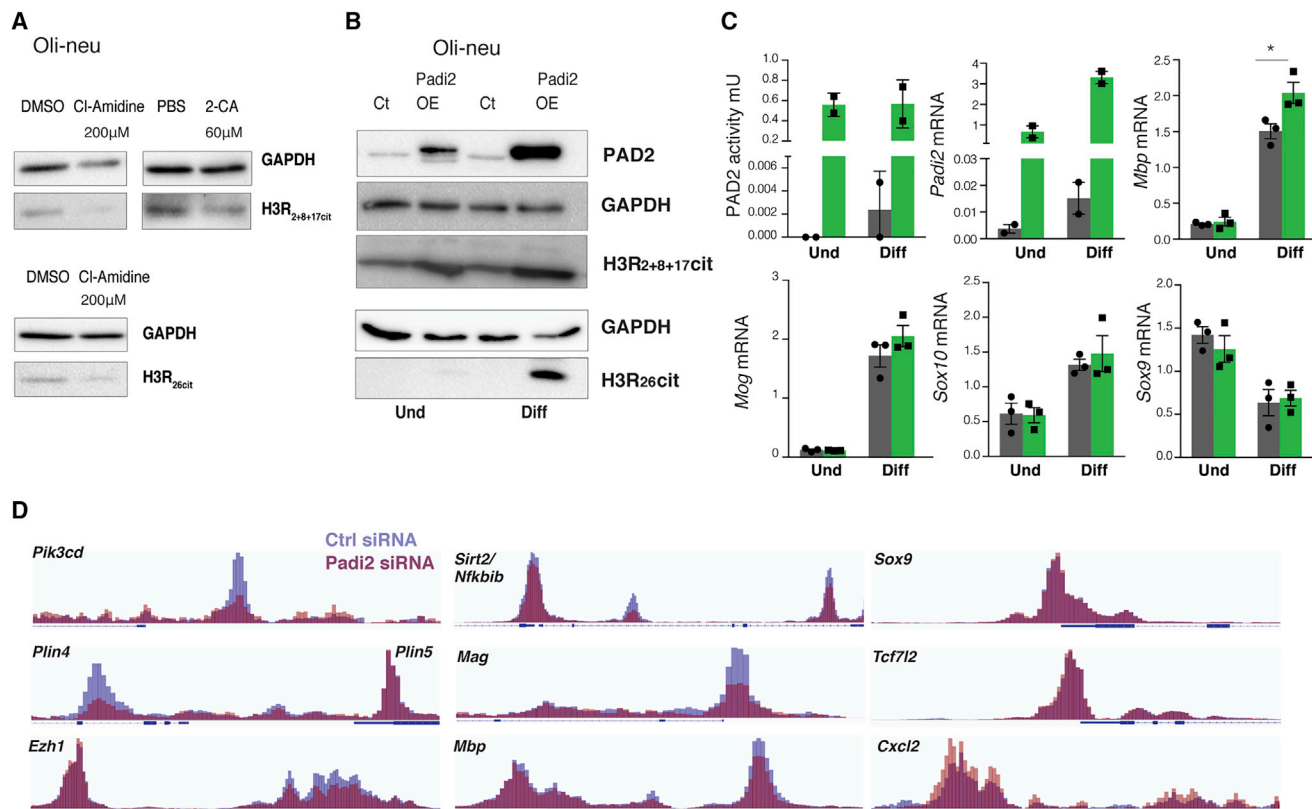 A
Oli-neu
DMSO Cl-Amidine PBS 2-CA
200µM 60µM
GAPDH
H3R2+8+17cit
DMSO Cl-Amidine
200µM
GAPDH
H3R26cit
B
Oli-neu
Padi2 Padi2
Ct OE Ct OE
PAD2
GAPDH
H3R2+8+17cit
GAPDH
H3R26cit
Und Diff
C
PAD2 activity mU
1.0
0.8
0.6
0.4
0.2
0.006
0.004
0.002
0.000
Und Diff
Padi2 mRNA
4
3
2
1
0
0.03
0.02
0.01
0.00
Und Diff
Mbp mRNA
*
2.5
2.0
1.5
1.0
0.5
0.0
Und Diff
Mog mRNA
3
2
1
0
Und Diff
Sox10 mRNA
2.5
2.0
1.5
1.0
0.5
0.0
Und Diff
Sox9 mRNA
2.0
1.5
1.0
0.5
0.0
Und Diff
D
Ctrl siRNA
Padi2 siRNA
Pik3cd
Sirt2/
Nfkbib
Sox9
Plin4 Plin5
Mag
Tcf7l2
Ezh1
Mbp
Cxcl2